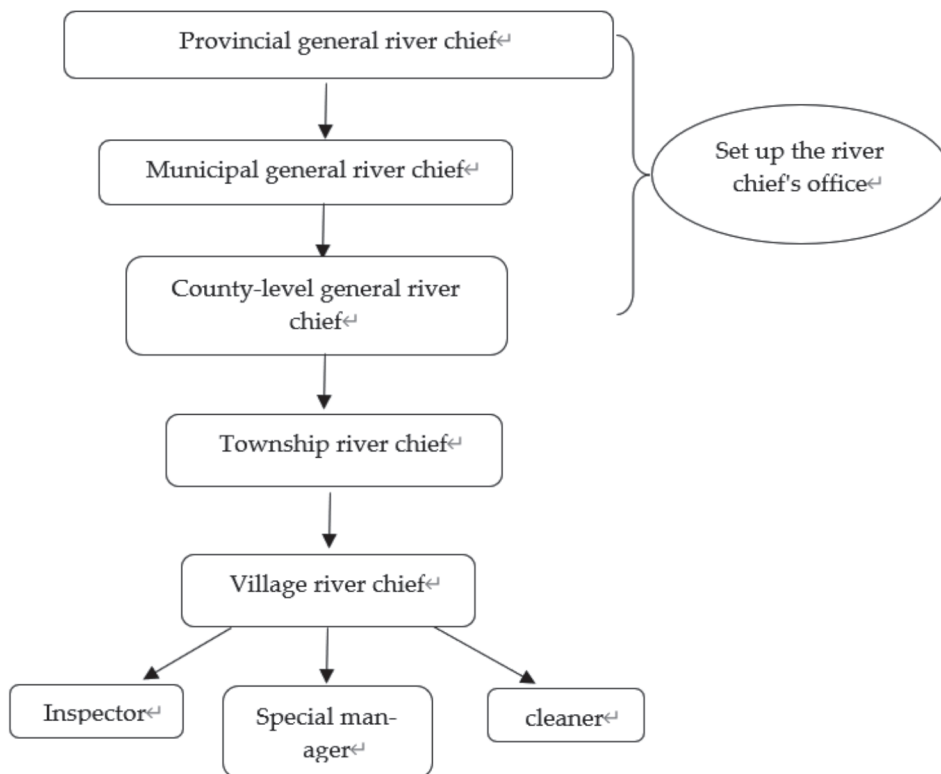 Provincial general river chief↵
Municipal general river chief↵
Set up the river
chief's office↵
County-level general river
chief↵
Township river chief↵
Village river chief↵
Inspector↵
Special man-
ager↵
cleaner↵